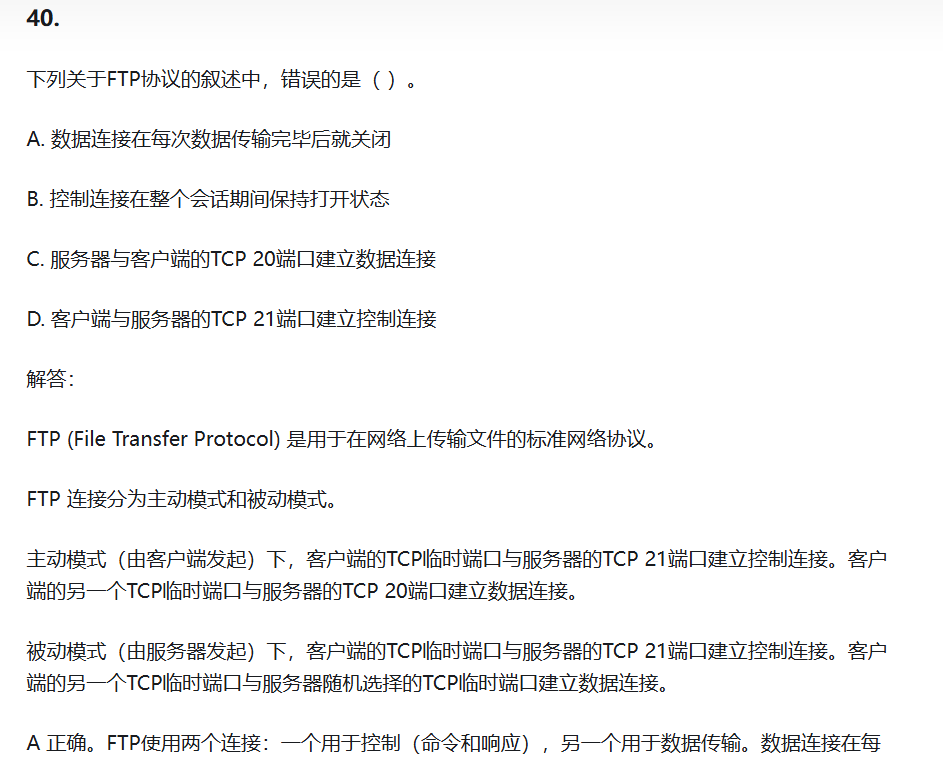 40.
下列关于FTP协议的叙述中，错误的是（ ）。
A. 数据连接在每次数据传输完毕后就关闭
B. 控制连接在整个会话期间保持打开状态
C. 服务器与客户端的TCP 20端口建立数据连接
D. 客户端与服务器的TCP 21端口建立控制连接
解答：
FTP (File Transfer Protocol) 是用于在网络上传输文件的标准网络协议。
FTP 连接分为主动模式和被动模式。
主动模式（由客户端发起）下，客户端的TCP临时端口与服务器的TCP 21端口建立控制连接。客户
端的另一个TCP临时端口与服务器的TCP 20端口建立数据连接。
被动模式（由服务器发起）下，客户端的TCP临时端口与服务器的TCP 21端口建立控制连接。客户
端的另一个TCP临时端口与服务器随机选择的TCP临时端口建立数据连接。
A 正确。FTP使用两个连接：一个用于控制（命令和响应），另一个用于数据传输。数据连接在每